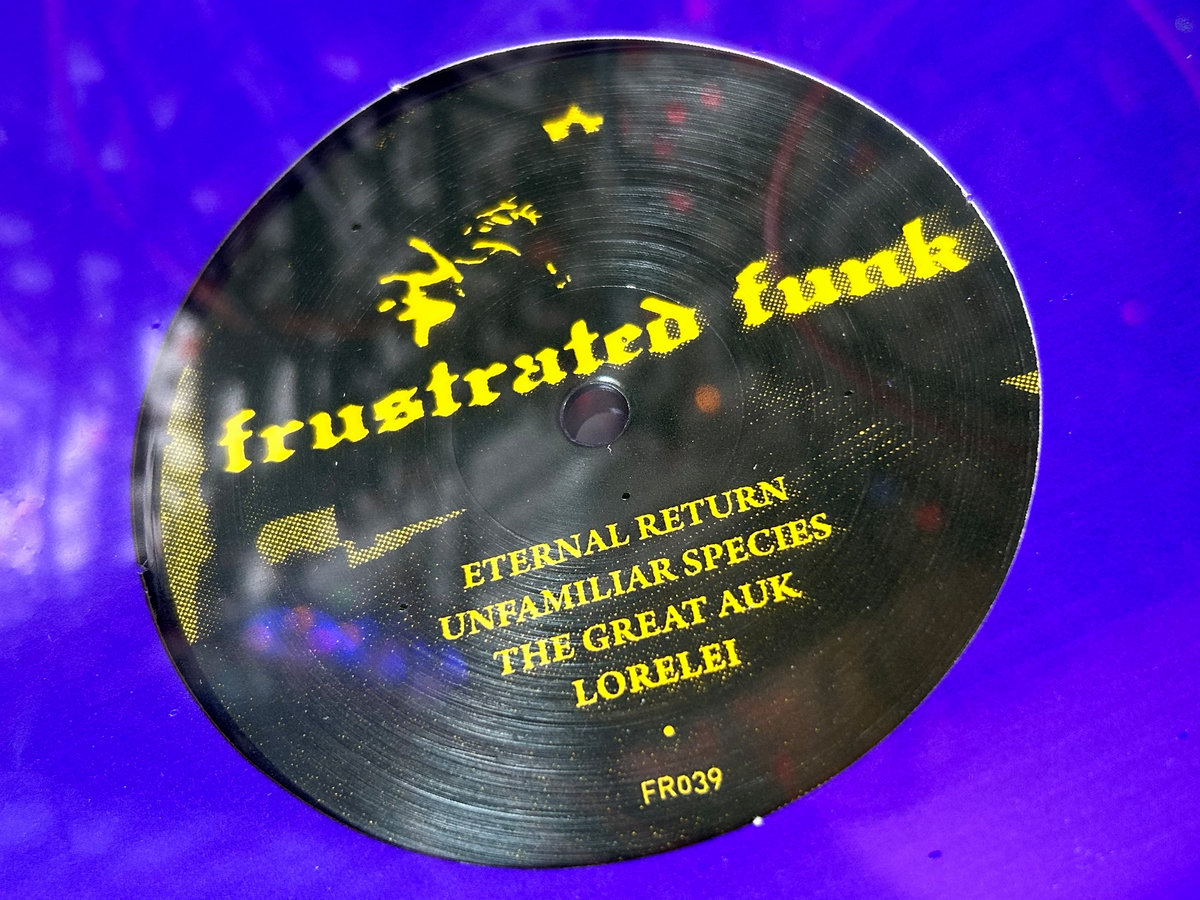 frustrated funk
ETERNAL RETURN
UNFAMILIAR SPECIES
THE GREAT AUK
LORELEI
FR039